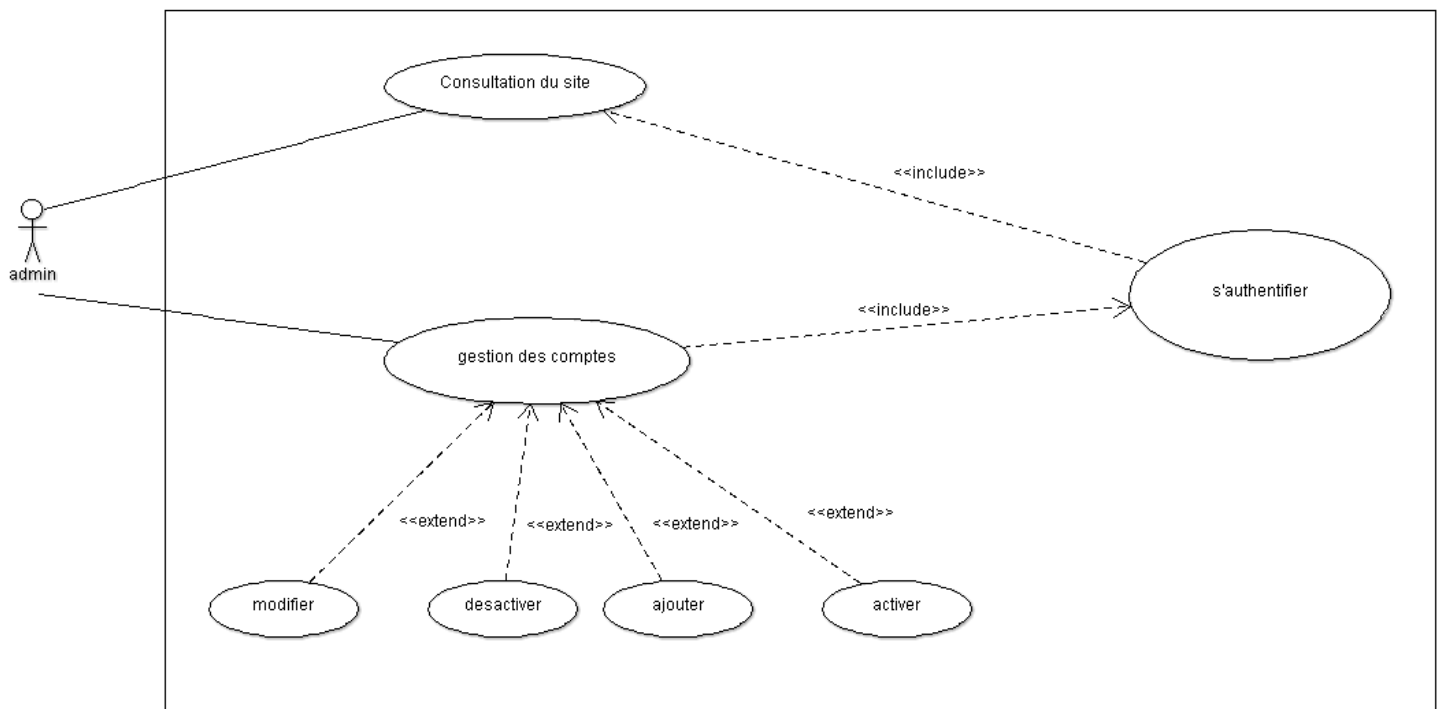 Consultation du site
<<include>>
admin
s'authentifier
<<include>>
gestion des comptes
<<extend>>
<<extend>>
<<extend>>
<<extend>>
modifier
desactiver
ajouter
activer